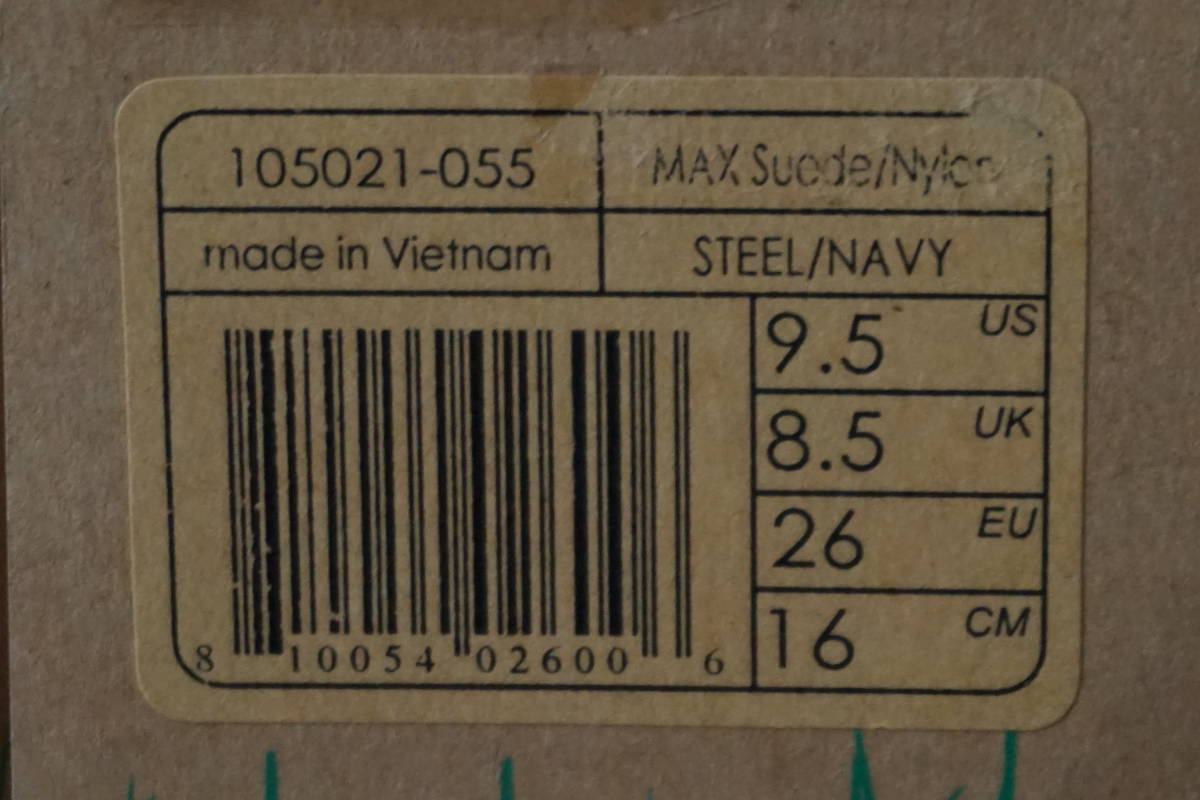 105021-055
MAX Suede/Nylon
made in Vietnam
STEEL/NAVY
9.5 US
8.5 UK
26 EU
16 CM
8 10054 02600 6